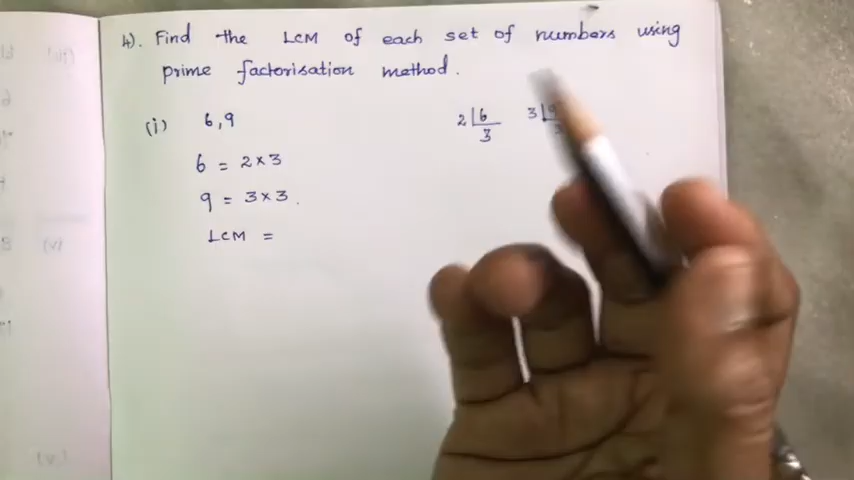 4). Find the LCM of each set of numbers using
prime factorisation method.
(i) 6,9
2 6 3
3
6 = 2×3
9 = 3×3.
LCM =